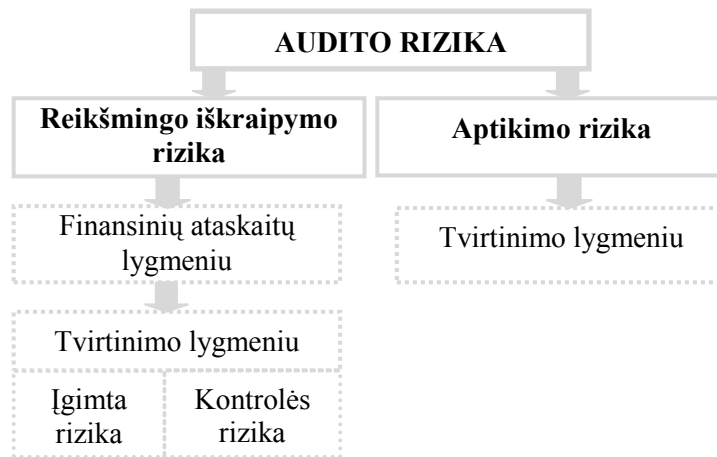 AUDITO RIZIKA
Reikšmingo iškraipymo
rizika
Aptikimo rizika
Finansinių ataskaitų
lygmeniu
Tvirtinimo lygmeniu
Tvirtinimo lygmeniu
Įgimta
rizika
Kontrolės
rizika